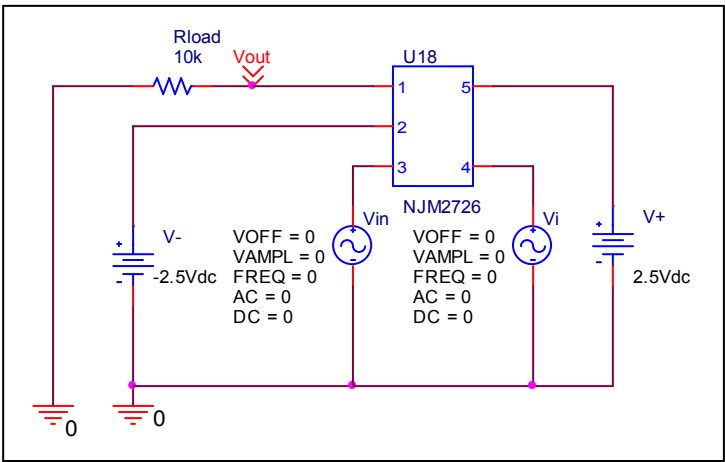 Rload
10k
Vout
U18
1
5
2
3
4
NJM2726
V-
-2.5Vdc
Vin
VOFF = 0
VAMPL = 0
FREQ = 0
AC = 0
DC = 0
Vi
VOFF = 0
VAMPL = 0
FREQ = 0
AC = 0
DC = 0
V+
2.5Vdc
0
0